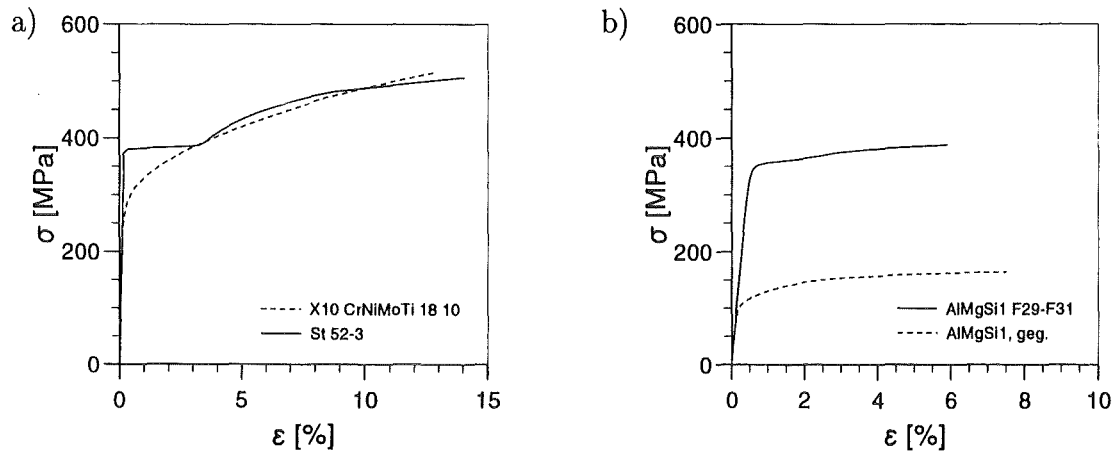 a)
600
400
200
0
σ [MPa]
0 5 10 15
ε [%]
X10 CrNiMoTi 18 10
St 52-3
b)
600
400
200
0
σ [MPa]
0 2 4 6 8 10
ε [%]
AlMgSi1 F29-F31
AlMgSi1, geg.